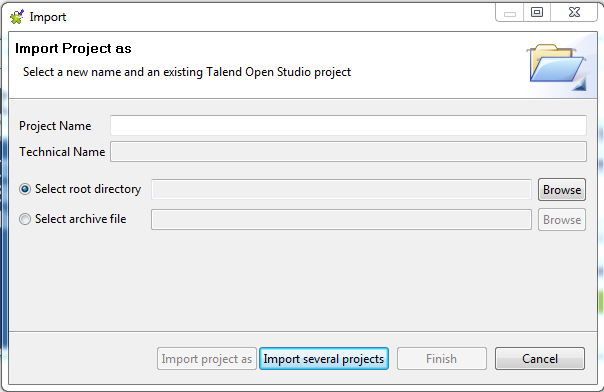 Import
Import Project as
Select a new name and an existing Talend Open Studio project
Project Name
Technical Name
Select root directory
Browse
Select archive file
Browse
Import project as
Import several projects
Finish
Cancel